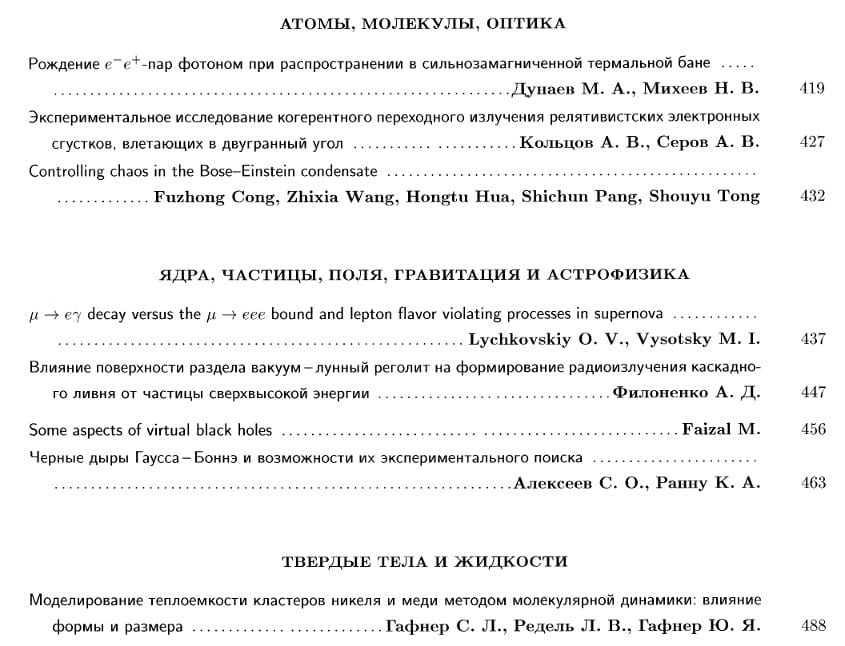 АТОМЫ, МОЛЕКУЛЫ, ОПТИКА
Рождение e⁻e⁺-пар фотоном при распространении в сильнозамагниченной термальной бане .....
........Дунаев М. А., Михеев Н. В. 419
Экспериментальное исследование когерентного переходного излучения релятивистских электронных
сгустков, влетающих в двугранный угол ........ Кольцов А. В., Серов А. В. 427
Controlling chaos in the Bose–Einstein condensate ........
........ Fuzhong Cong, Zhixia Wang, Hongtu Hua, Shichun Pang, Shouyu Tong 432
ЯДРА, ЧАСТИЦЫ, ПОЛЯ, ГРАВИТАЦИЯ И АСТРОФИЗИКА
μ → eγ decay versus the μ → eee bound and lepton flavor violating processes in supernova ........
........ Lychkovskiy O. V., Vysotsky M. I. 437
Влияние поверхности раздела вакуум – лунный реголит на формирование радиоизлучения каскадно-
го ливня от частицы сверхвысокой энергии ........ Филоненко А. Д. 447
Some aspects of virtual black holes ........ Faizal M. 456
Черные дыры Гаусса – Боннэ и возможности их экспериментального поиска ........
........ Алексеев С. О., Ранну К. А. 463
ТВЕРДЫЕ ТЕЛА И ЖИДКОСТИ
Моделирование теплоемкости кластеров никеля и меди методом молекулярной динамики: влияние
формы и размера ........ Гафнер С. Л., Редель Л. В., Гафнер Ю. Я. 488